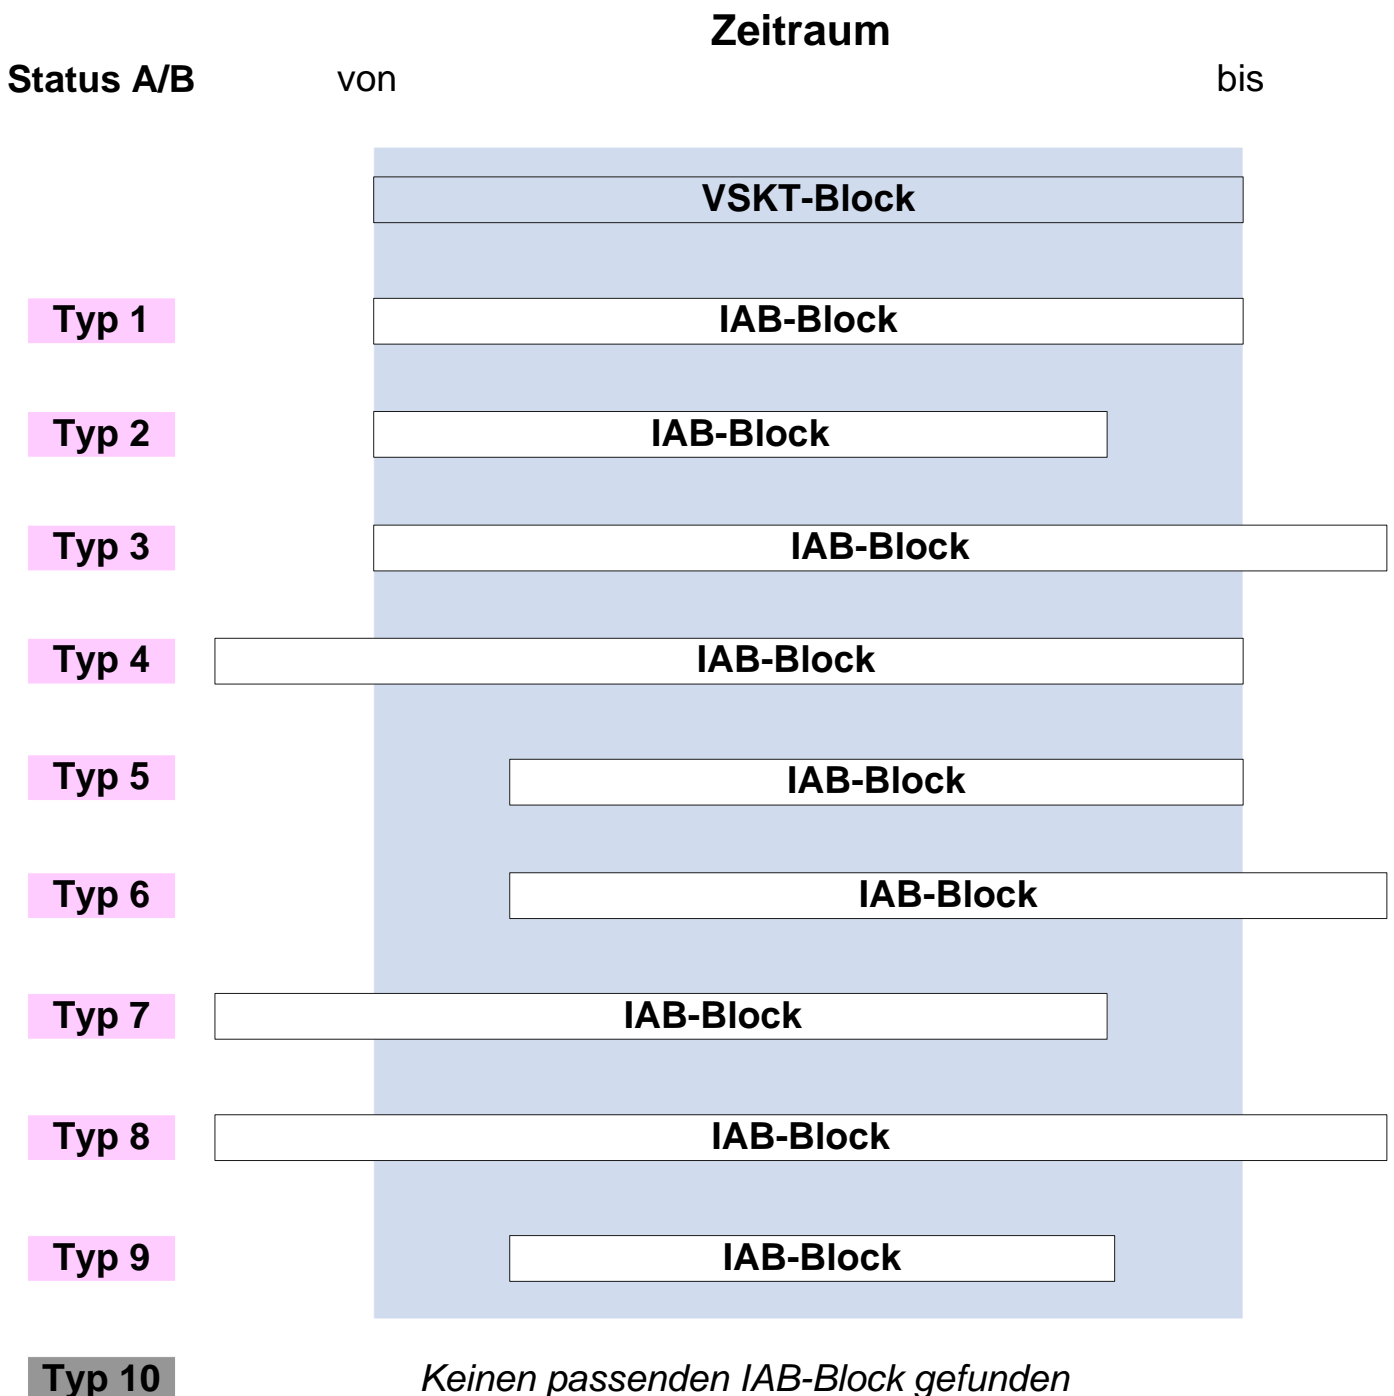 Zeitraum
Status A/B von bis
VSKT-Block
Typ 1 IAB-Block
Typ 2 IAB-Block
Typ 3 IAB-Block
Typ 4 IAB-Block
Typ 5 IAB-Block
Typ 6 IAB-Block
Typ 7 IAB-Block
Typ 8 IAB-Block
Typ 9 IAB-Block
Typ 10 Keinen passenden IAB-Block gefunden